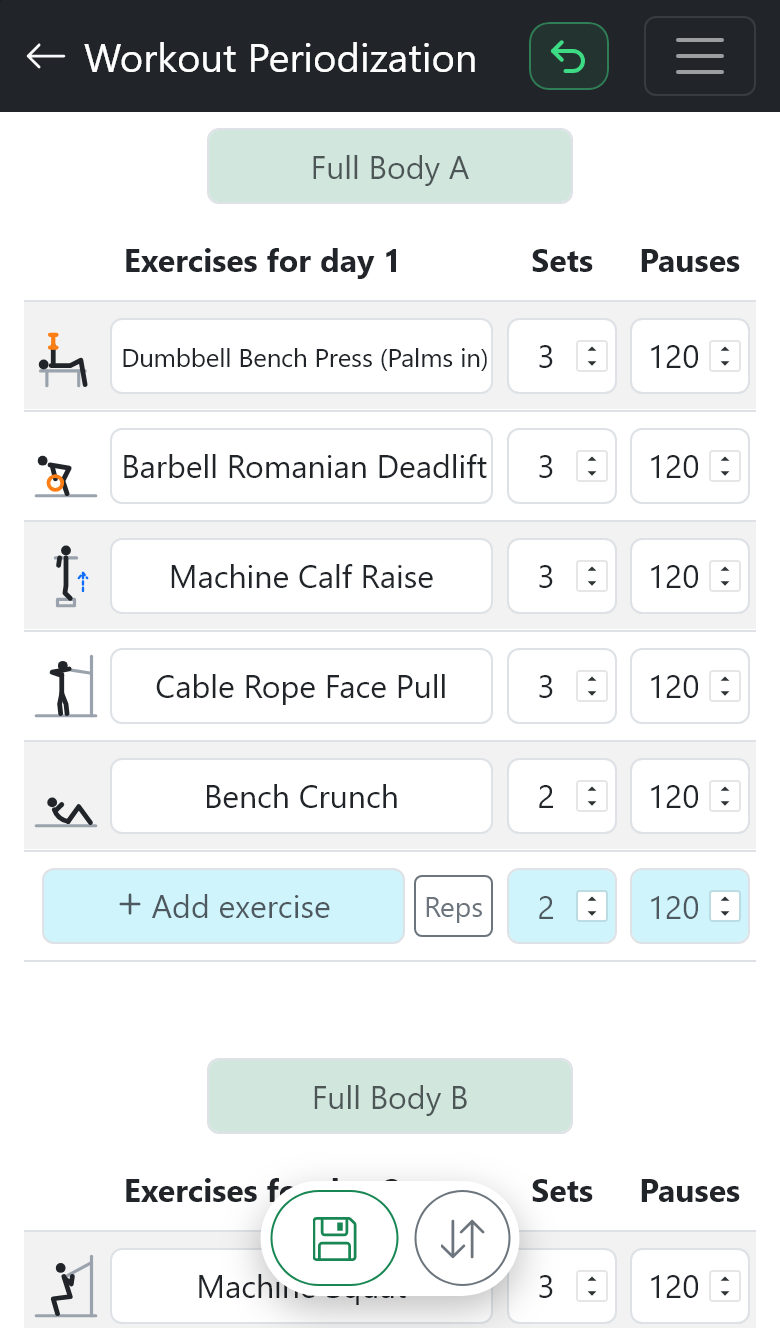 Workout Periodization
Full Body A
Exercises for day 1 Sets Pauses
Dumbbell Bench Press (Palms in) 3 120
Barbell Romanian Deadlift 3 120
Machine Calf Raise 3 120
Cable Rope Face Pull 3 120
Bench Crunch 2 120
+ Add exercise Reps 2 120
Full Body B
Exercises Sets Pauses
3 120